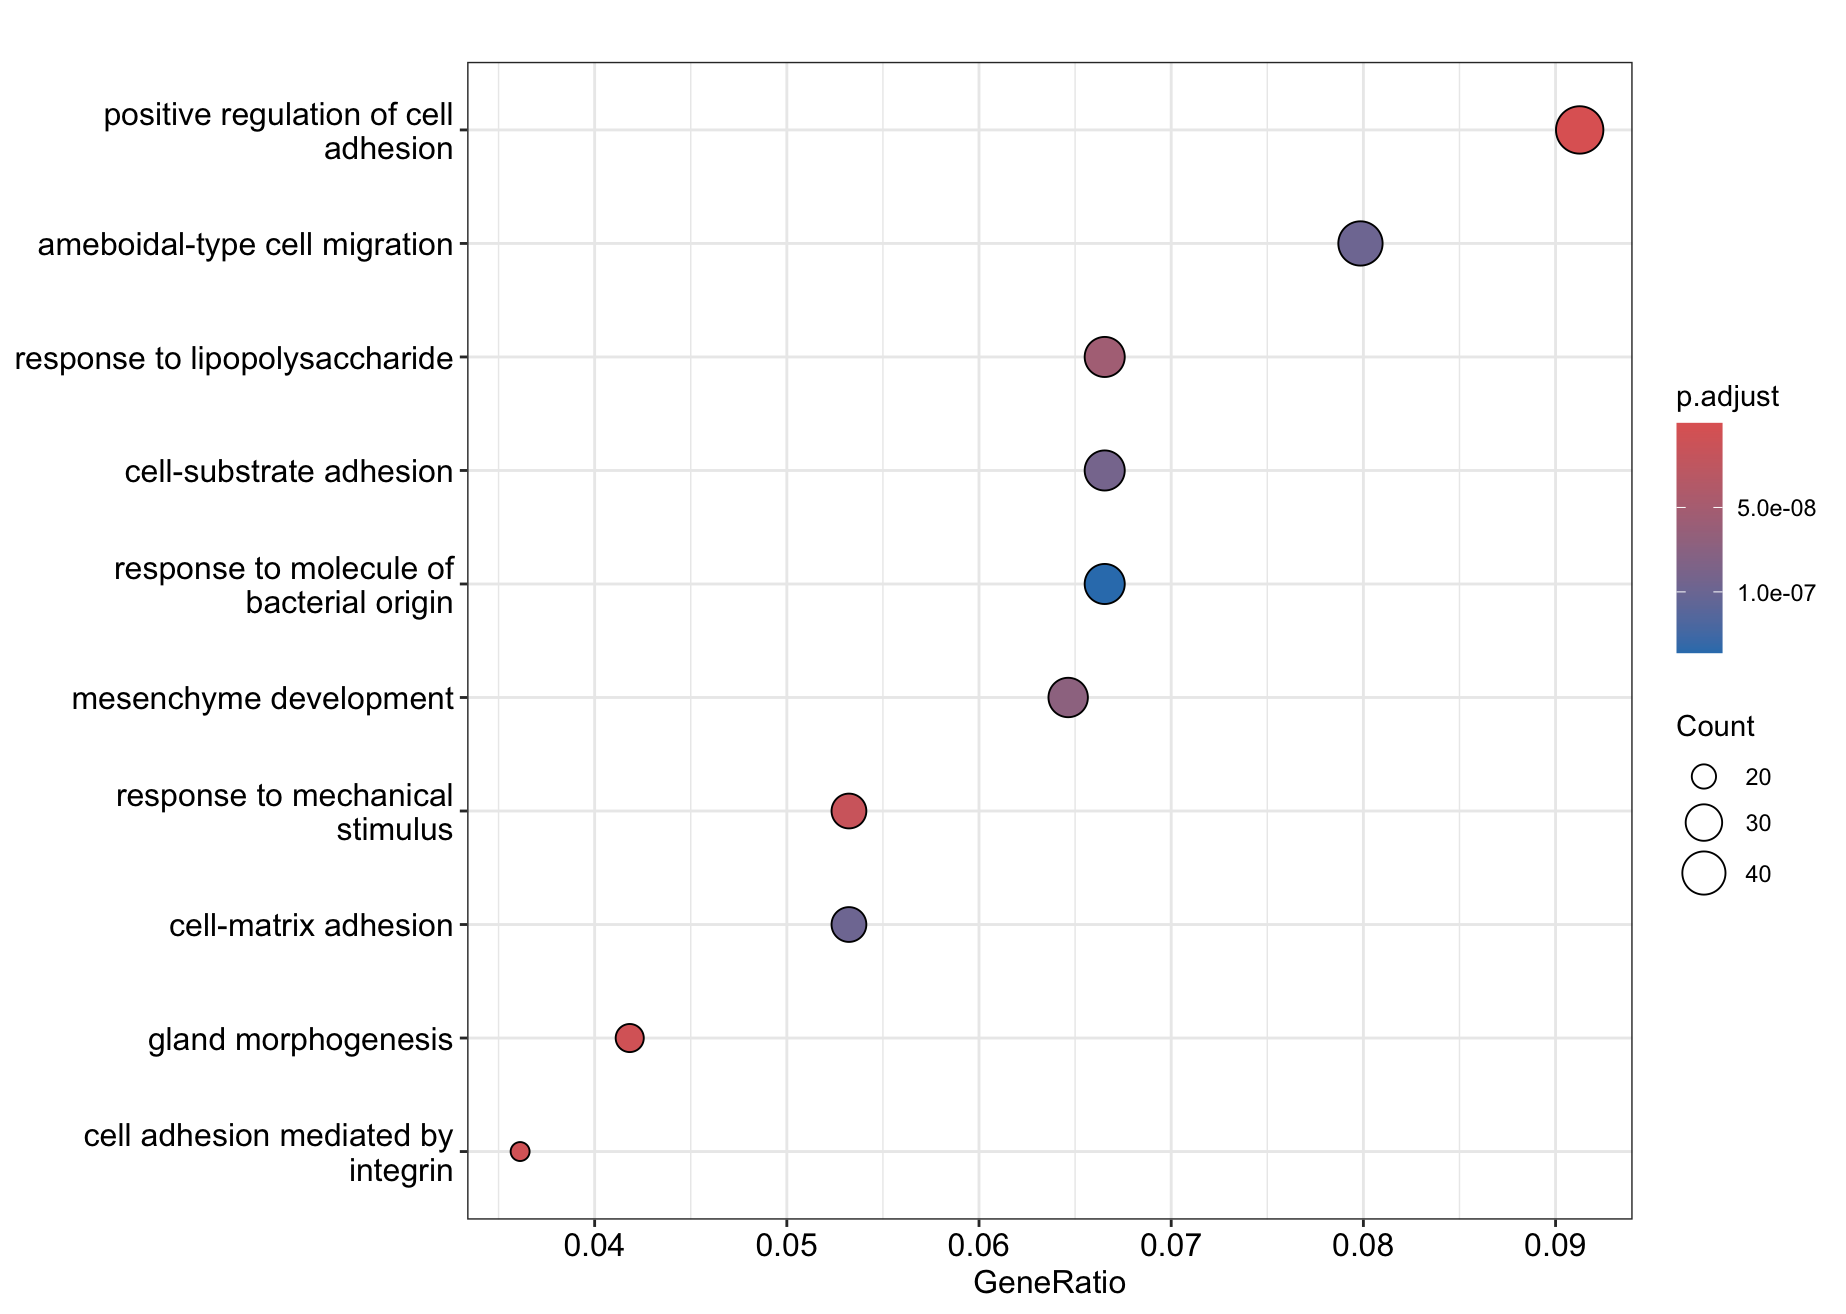 positive regulation of cell
adhesion
ameboidal-type cell migration
response to lipopolysaccharide
cell-substrate adhesion
response to molecule of
bacterial origin
mesenchyme development
response to mechanical
stimulus
cell-matrix adhesion
gland morphogenesis
cell adhesion mediated by
integrin
0.04 0.05 0.06 0.07 0.08 0.09
GeneRatio
p.adjust
5.0e-08
1.0e-07
Count
20
30
40